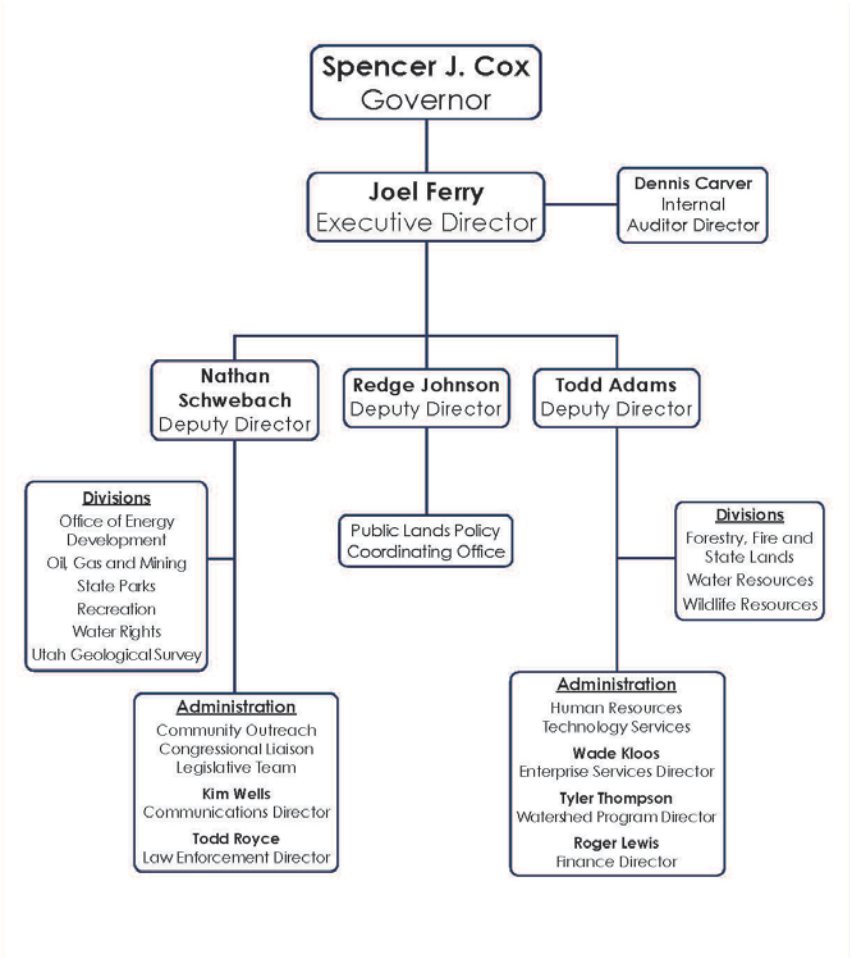 Spencer J. Cox
Governor
Joel Ferry
Executive Director
Dennis Carver
Internal
Auditor Director
Nathan
Schwebach
Deputy Director
Redge Johnson
Deputy Director
Todd Adams
Deputy Director
Divisions
Office of Energy
Development
Oil, Gas and Mining
State Parks
Recreation
Water Rights
Utah Geological Survey
Public Lands Policy
Coordinating Office
Divisions
Forestry, Fire and
State Lands
Water Resources
Wildlife Resources
Administration
Community Outreach
Congressional Liaison
Legislative Team
Kim Wells
Communications Director
Todd Royce
Law Enforcement Director
Administration
Human Resources
Technology Services
Wade Kloos
Enterprise Services Director
Tyler Thompson
Watershed Program Director
Roger Lewis
Finance Director